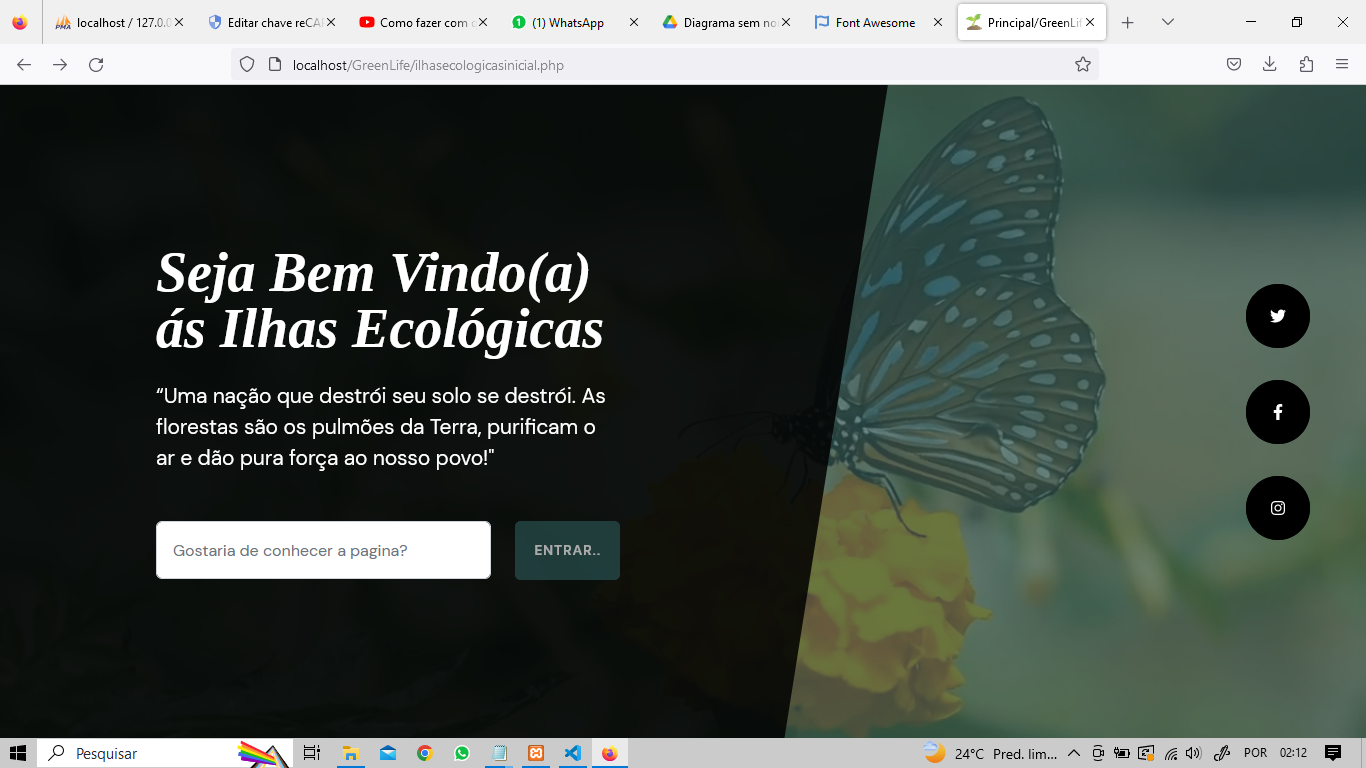 localhost / 127.0.0
Editar chave reCA
Como fazer com
(1) WhatsApp
Diagrama sem no
Font Awesome
Principal/GreenLif
localhost/GreenLife/ilhasecologicasinicial.php
Seja Bem Vindo(a)
ás Ilhas Ecológicas
“Uma nação que destrói seu solo se destrói. As
florestas são os pulmões da Terra, purificam o
ar e dão pura força ao nosso povo!"
Gostaria de conhecer a pagina?
ENTRAR..
Pesquisar
24°C Pred. lim...
POR
02:12